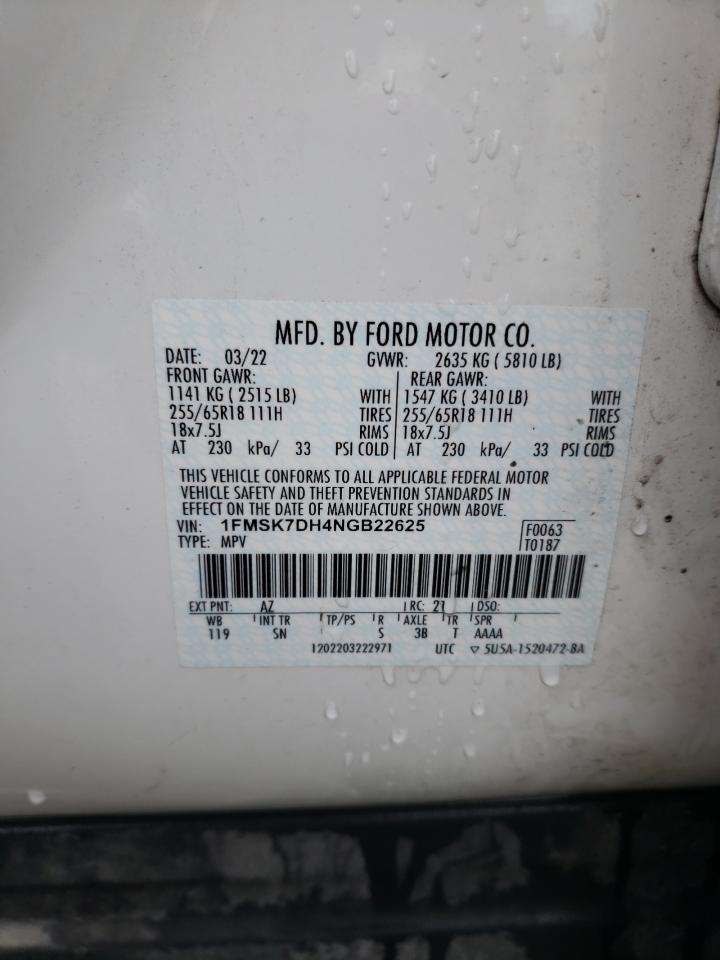 MFD. BY FORD MOTOR CO.
DATE: 03/22 GVWR: 2635 KG ( 5810 LB)
FRONT GAWR: REAR GAWR:
1141 KG ( 2515 LB) WITH 1547 KG ( 3410 LB) WITH
255/65R18 111H TIRES 255/65R18 111H TIRES
18x7.5J RIMS 18x7.5J RIMS
AT 230 kPa/ 33 PSI COLD AT 230 kPa/ 33 PSI COLD
THIS VEHICLE CONFORMS TO ALL APPLICABLE FEDERAL MOTOR
VEHICLE SAFETY AND THEFT PREVENTION STANDARDS IN
EFFECT ON THE DATE OF MANUFACTURE SHOWN ABOVE.
VIN: 1FMSK7DH4NGB22625 F0063
TYPE: MPV T0187
EXT PNT: AZ RC: 21 DSO:
WB INT TR TP/PS R AXLE TR SPR
119 SN S 3B T AAAA
1202203222971 UTC ▽ 5U5A-1520472-BA